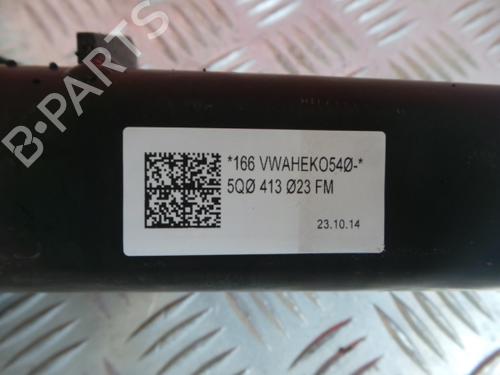 B-PARTS
*166 VWAHEKO54Ø-*
5QØ 413 Ø23 FM
23.10.14